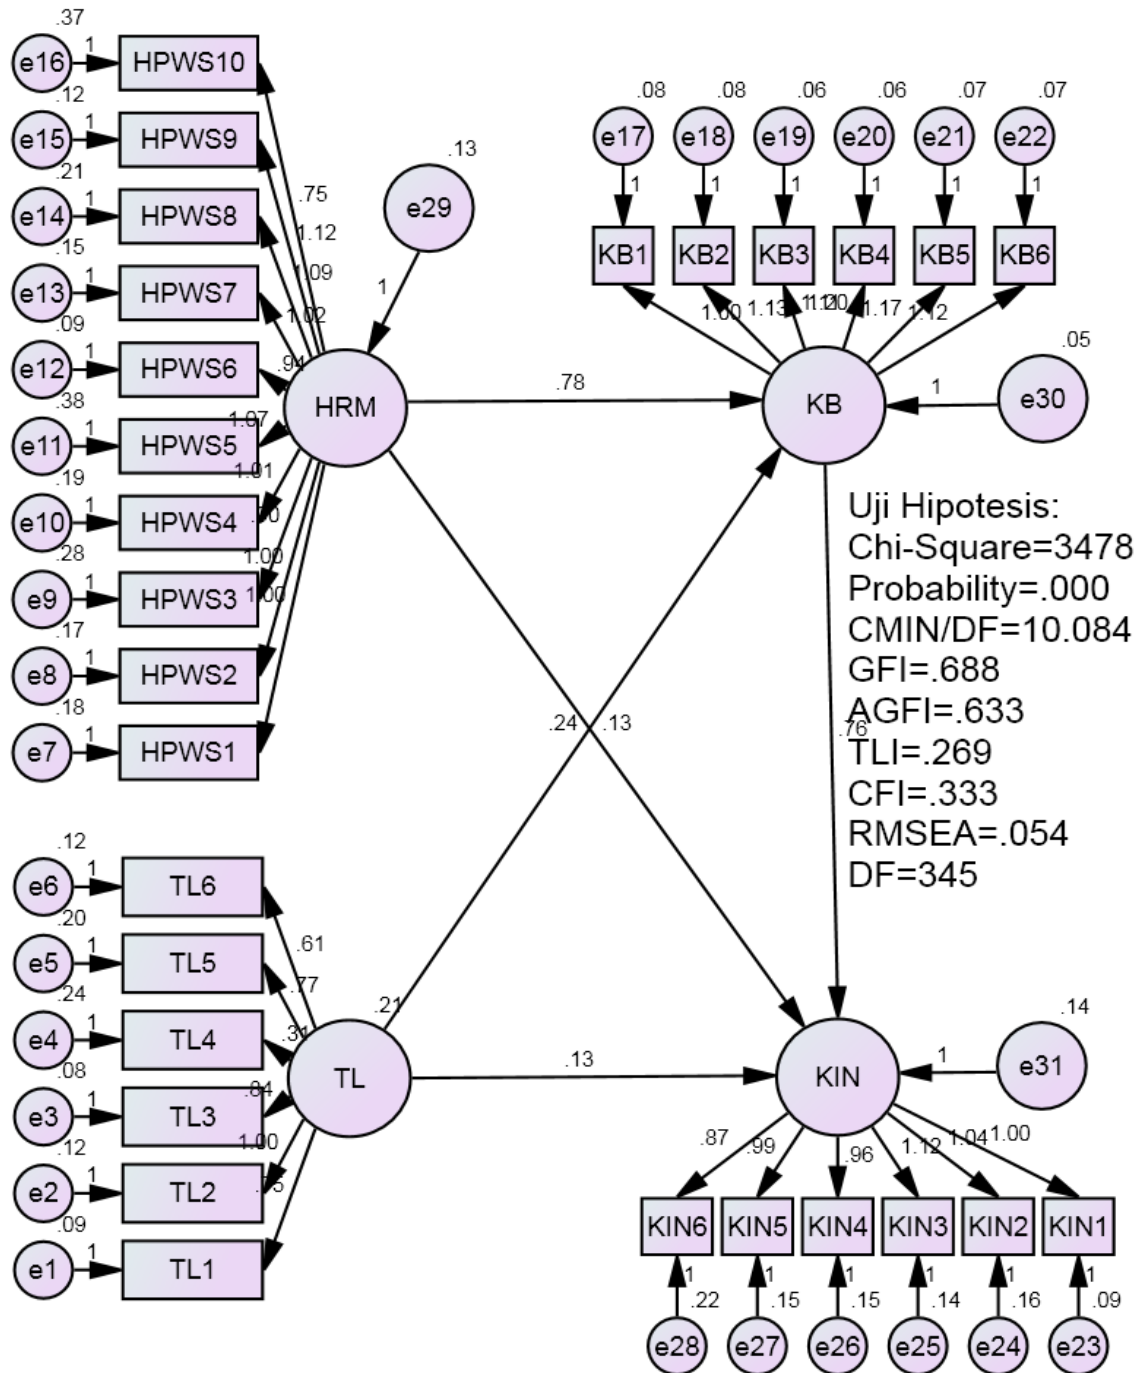 .37
e16 1 HPWS10
.12
e15 1 HPWS9
.21
e14 1 HPWS8
.15
e13 1 HPWS7
.09
e12 1 HPWS6
.38
e11 1 HPWS5
.19
e10 1 HPWS4
.28
e9 1 HPWS3
.17
e8 1 HPWS2
.18
e7 1 HPWS1
.75
1.12
1.09
1.02
.94
1.07
1.01
1.00
1.00
.13
e29
1
HRM
.78
.08 .08 .06 .06 .07 .07
e17 e18 e19 e20 e21 e22
1 1 1 1 1 1
KB1 KB2 KB3 KB4 KB5 KB6
1.00 1.13 1.17 1.12
KB
1
.05
e30
Uji Hipotesis:
Chi-Square=3478
Probability=.000
CMIN/DF=10.084
GFI=.688
AGFI=.633
TLI=.269
CFI=.333
RMSEA=.054
DF=345
.24 .13
.76
.12
e6 1 TL6
.20
e5 1 TL5
.24
e4 1 TL4
.08
e3 1 TL3
.12
e2 1 TL2
.09
e1 1 TL1
.61
.77
.31
.84
1.00
.21
TL
.13
KIN
1
.14
e31
.87 .99 .96 1.12 1.04 1.00
KIN6 KIN5 KIN4 KIN3 KIN2 KIN1
1 1 1 1 1 1
.22 .15 .15 .14 .16 .09
e28 e27 e26 e25 e24 e23